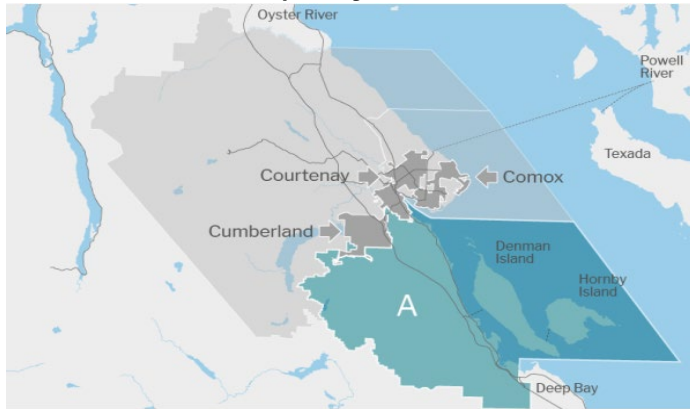 Oyster River
Powell
River
Texada
Courtenay
Comox
Cumberland
Denman
Island
Hornby
Island
A
Deep Bay